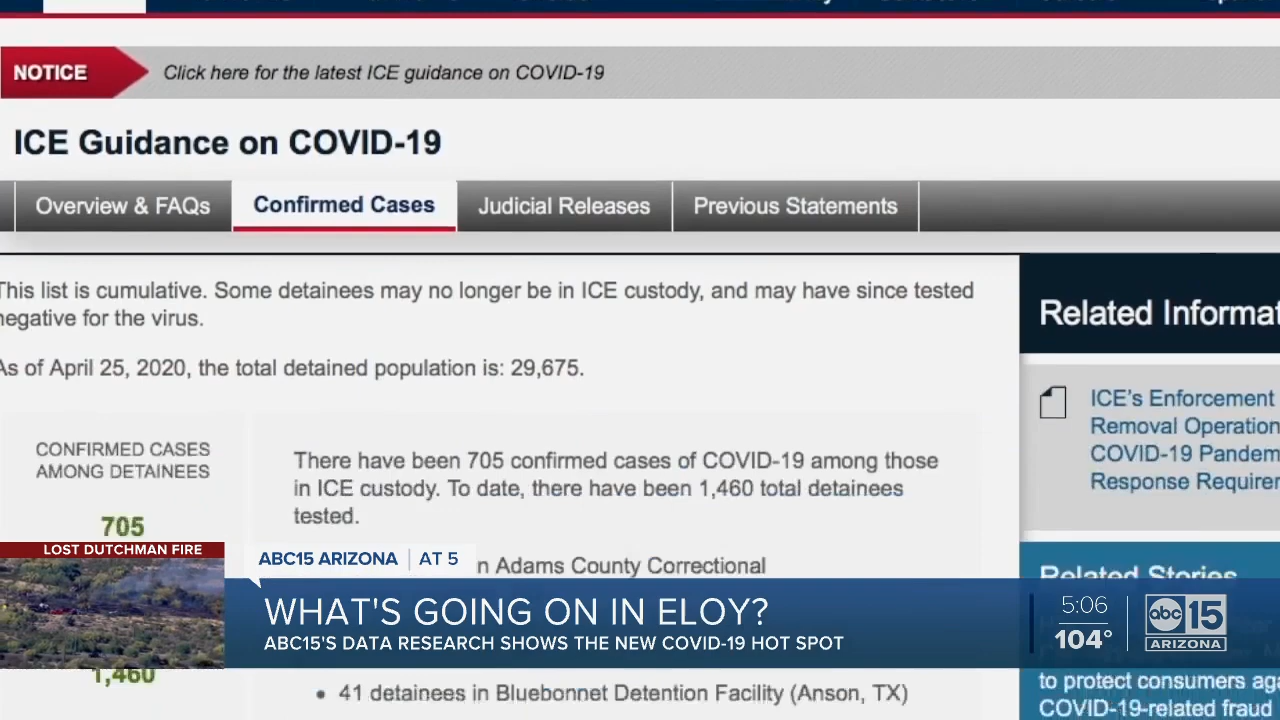 NOTICE
Click here for the latest ICE guidance on COVID-19
ICE Guidance on COVID-19
Overview & FAQs
Confirmed Cases
Judicial Releases
Previous Statements
This list is cumulative. Some detainees may no longer be in ICE custody, and may have since tested
negative for the virus.
As of April 25, 2020, the total detained population is: 29,675.
CONFIRMED CASES
AMONG DETAINEES
705
1,460
There have been 705 confirmed cases of COVID-19 among those
in ICE custody. To date, there have been 1,460 total detainees
tested.
n Adams County Correctional
• 41 detainees in Bluebonnet Detention Facility (Anson, TX)
Related Informat
ICE's Enforcement
Removal Operation
COVID-19 Pandem
Response Requirer
Related Stories
to protect consumers aga
COVID-19-related fraud
LOST DUTCHMAN FIRE
ABC15 ARIZONA | AT 5
WHAT'S GOING ON IN ELOY?
ABC15'S DATA RESEARCH SHOWS THE NEW COVID-19 HOT SPOT
5:06
104°
abc 15
ARIZONA